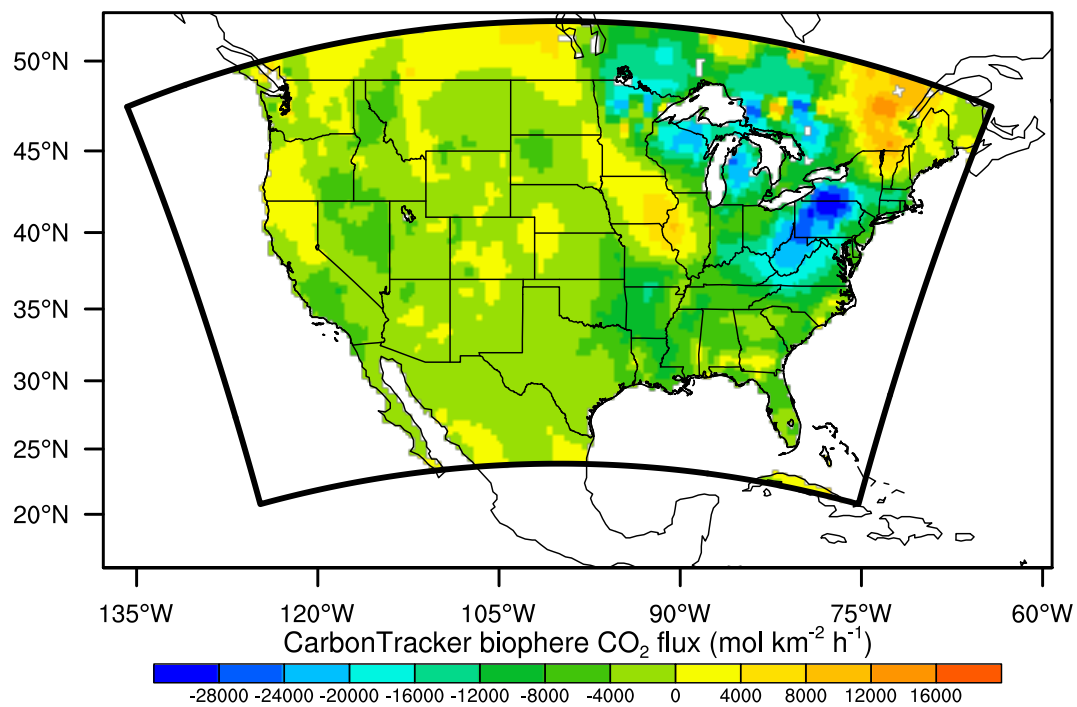 50°N
45°N
40°N
35°N
30°N
25°N
20°N
135°W 120°W 105°W 90°W 75°W 60°W
CarbonTracker biophere CO₂ flux (mol km⁻² h⁻¹)
-28000 -24000 -20000 -16000 -12000 -8000 -4000 0 4000 8000 12000 16000